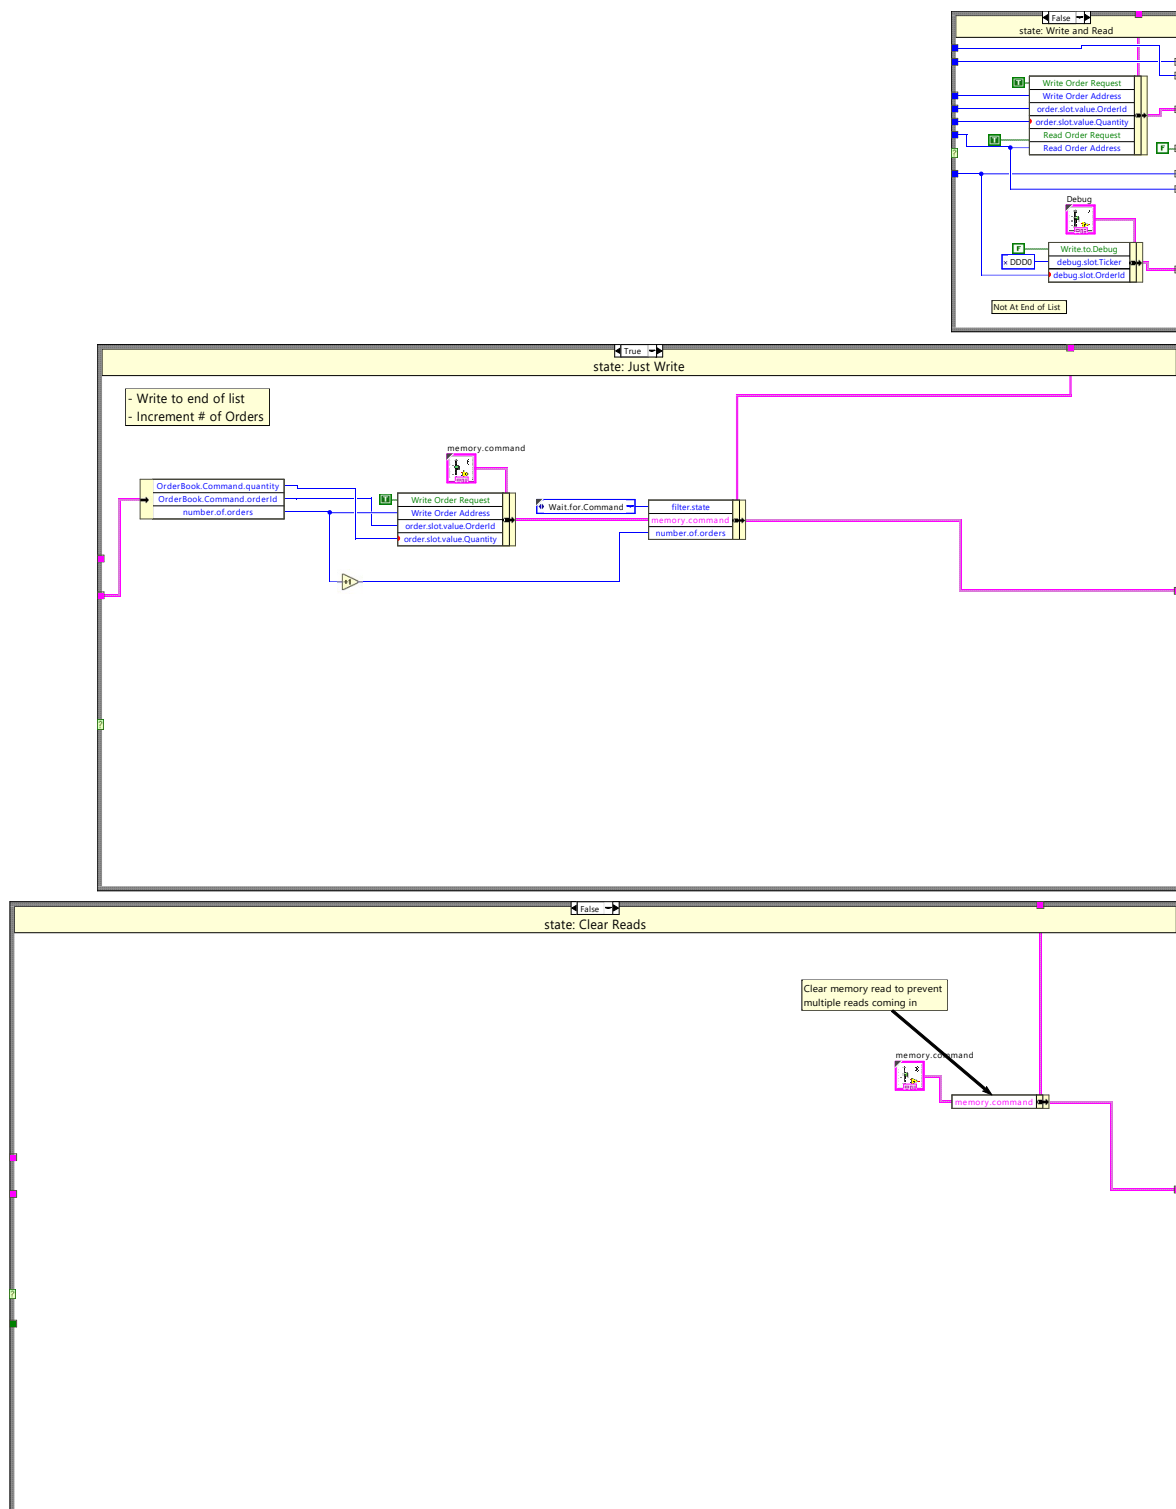 False
state: Write and Read
T
Write Order Request
Write Order Address
order.slot.value.OrderId
order.slot.value.Quantity
T
Read Order Request
Read Order Address
F
?
Debug
F
Write.to.Debug
x DDD0
debug.slot.Ticker
debug.slot.OrderId
Not At End of List
True
state: Just Write
- Write to end of list
- Increment # of Orders
memory.command
OrderBook.Command.quantity
OrderBook.Command.orderId
number.of.orders
T
Write Order Request
Write Order Address
order.slot.value.OrderId
order.slot.value.Quantity
Wait.for.Command
filter.state
memory.command
number.of.orders
+1
?
False
state: Clear Reads
Clear memory read to prevent
multiple reads coming in
memory.command
memory.command
?